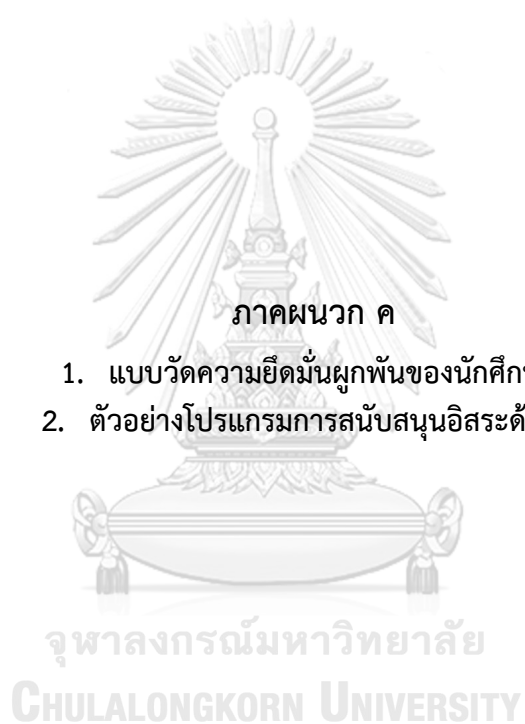 ภาคผนวก ค
1. แบบวัดความยึดมั่นผูกพันของนักศึก
2. ตัวอย่างโปรแกรมการสนับสนุนอิสระด้
จุฬาลงกรณ์มหาวิทยาลัย
CHULALONGKORN UNIVERSITY